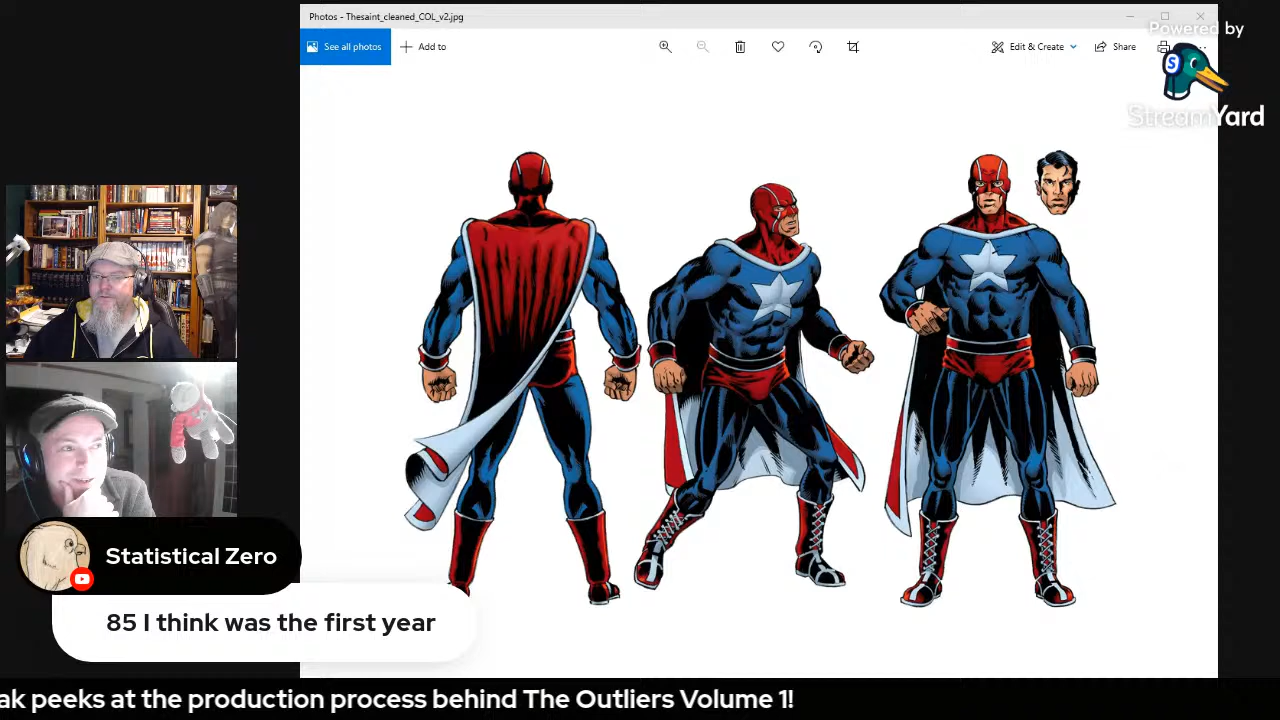 Photos - Thesaint_cleaned_COL_v2.jpg
See all photos
Add to
Edit & Create
Share
Powered by
S
StreamYard
Statistical Zero
85 I think was the first year
ak peeks at the production process behind The Outliers Volume 1!